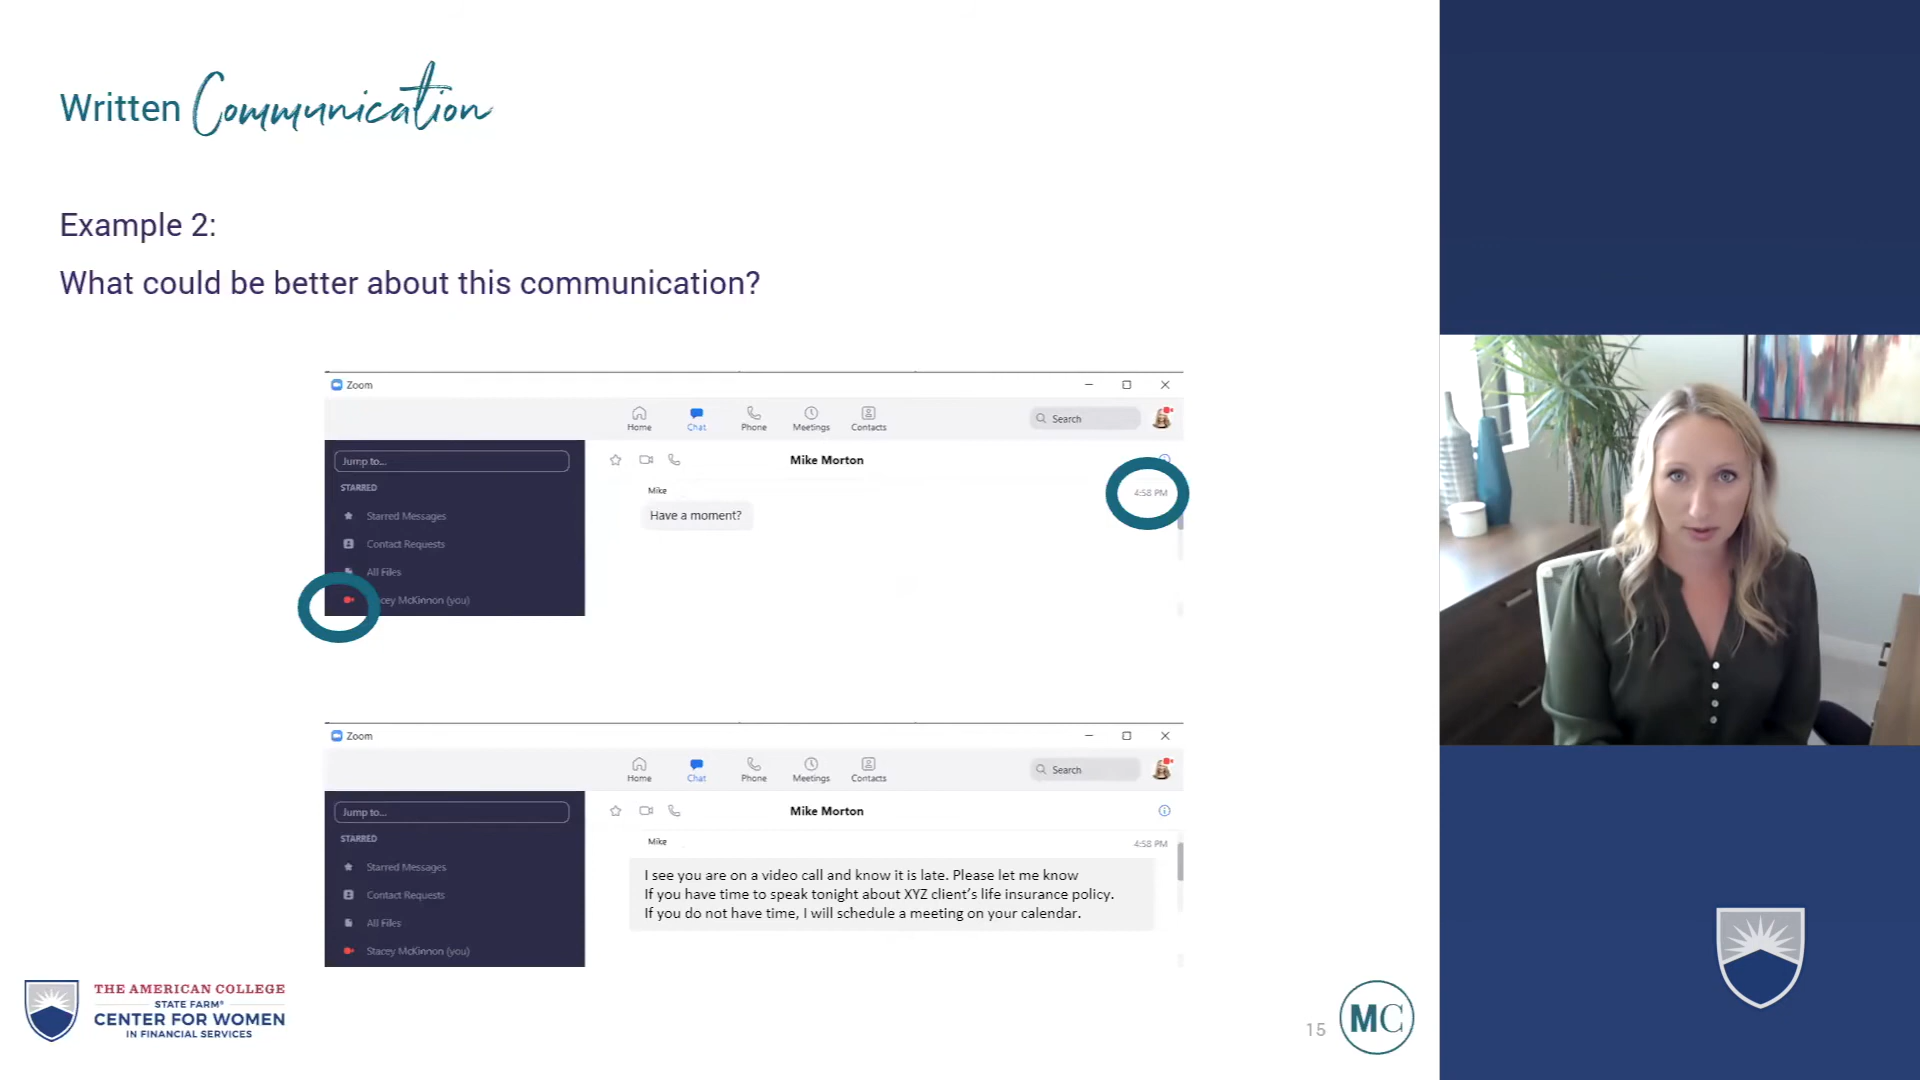 Written Communication
Example 2:
What could be better about this communication?
Zoom
Home
Chat
Phone
Meetings
Contacts
Search
Jump to...
STARRED
Starred Messages
Contact Requests
All Files
cey McKinnon (you)
Mike Morton
Mike
4:58 PM
Have a moment?
Zoom
Home
Chat
Phone
Meetings
Contacts
Search
Jump to...
STARRED
Starred Messages
Contact Requests
All Files
Stacey McKinnon (you)
Mike Morton
Mike
4:58 PM
I see you are on a video call and know it is late. Please let me know
If you have time to speak tonight about XYZ client's life insurance policy.
If you do not have time, I will schedule a meeting on your calendar.
THE AMERICAN COLLEGE
STATE FARM®
CENTER FOR WOMEN
IN FINANCIAL SERVICES
15
MC